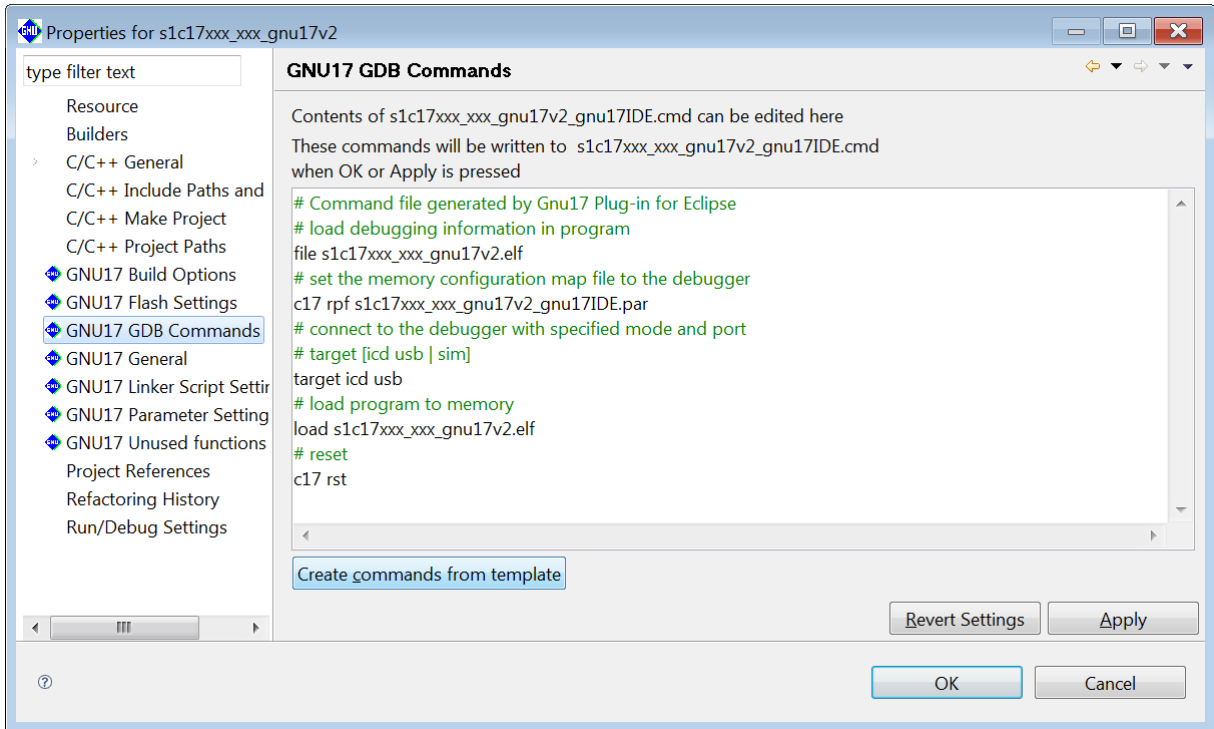 Properties for s1c17xxx_xxx_gnu17v2
type filter text
Resource
Builders
C/C++ General
C/C++ Include Paths and
C/C++ Make Project
C/C++ Project Paths
GNU17 Build Options
GNU17 Flash Settings
GNU17 GDB Commands
GNU17 General
GNU17 Linker Script Settin
GNU17 Parameter Setting
GNU17 Unused functions
Project References
Refactoring History
Run/Debug Settings
GNU17 GDB Commands
Contents of s1c17xxx_xxx_gnu17v2_gnu17IDE.cmd can be edited here
These commands will be written to s1c17xxx_xxx_gnu17v2_gnu17IDE.cmd
when OK or Apply is pressed
# Command file generated by Gnu17 Plug-in for Eclipse
# load debugging information in program
file s1c17xxx_xxx_gnu17v2.elf
# set the memory configuration map file to the debugger
c17 rpf s1c17xxx_xxx_gnu17v2_gnu17IDE.par
# connect to the debugger with specified mode and port
# target [icd usb | sim]
target icd usb
# load program to memory
load s1c17xxx_xxx_gnu17v2.elf
# reset
c17 rst
Create commands from template
Revert Settings
Apply
OK
Cancel